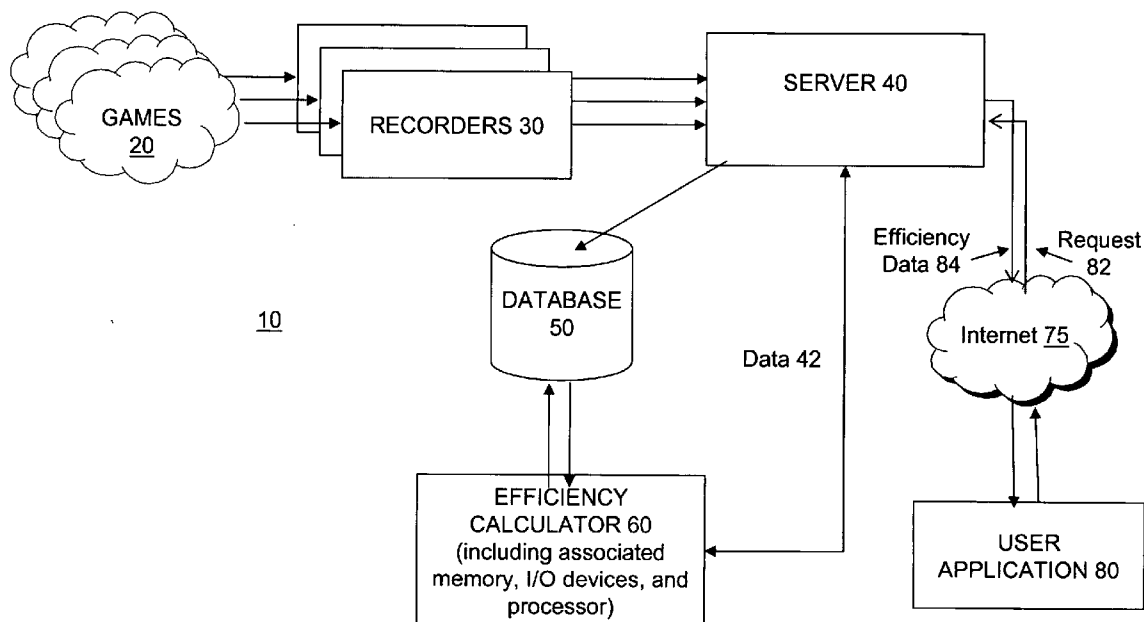 GAMES
20
RECORDERS 30
SERVER 40
Efficiency
Data 84
Request
82
DATABASE
50
10
Internet 75
Data 42
EFFICIENCY
CALCULATOR 60
(including associated
memory, I/O devices, and
processor)
USER
APPLICATION 80